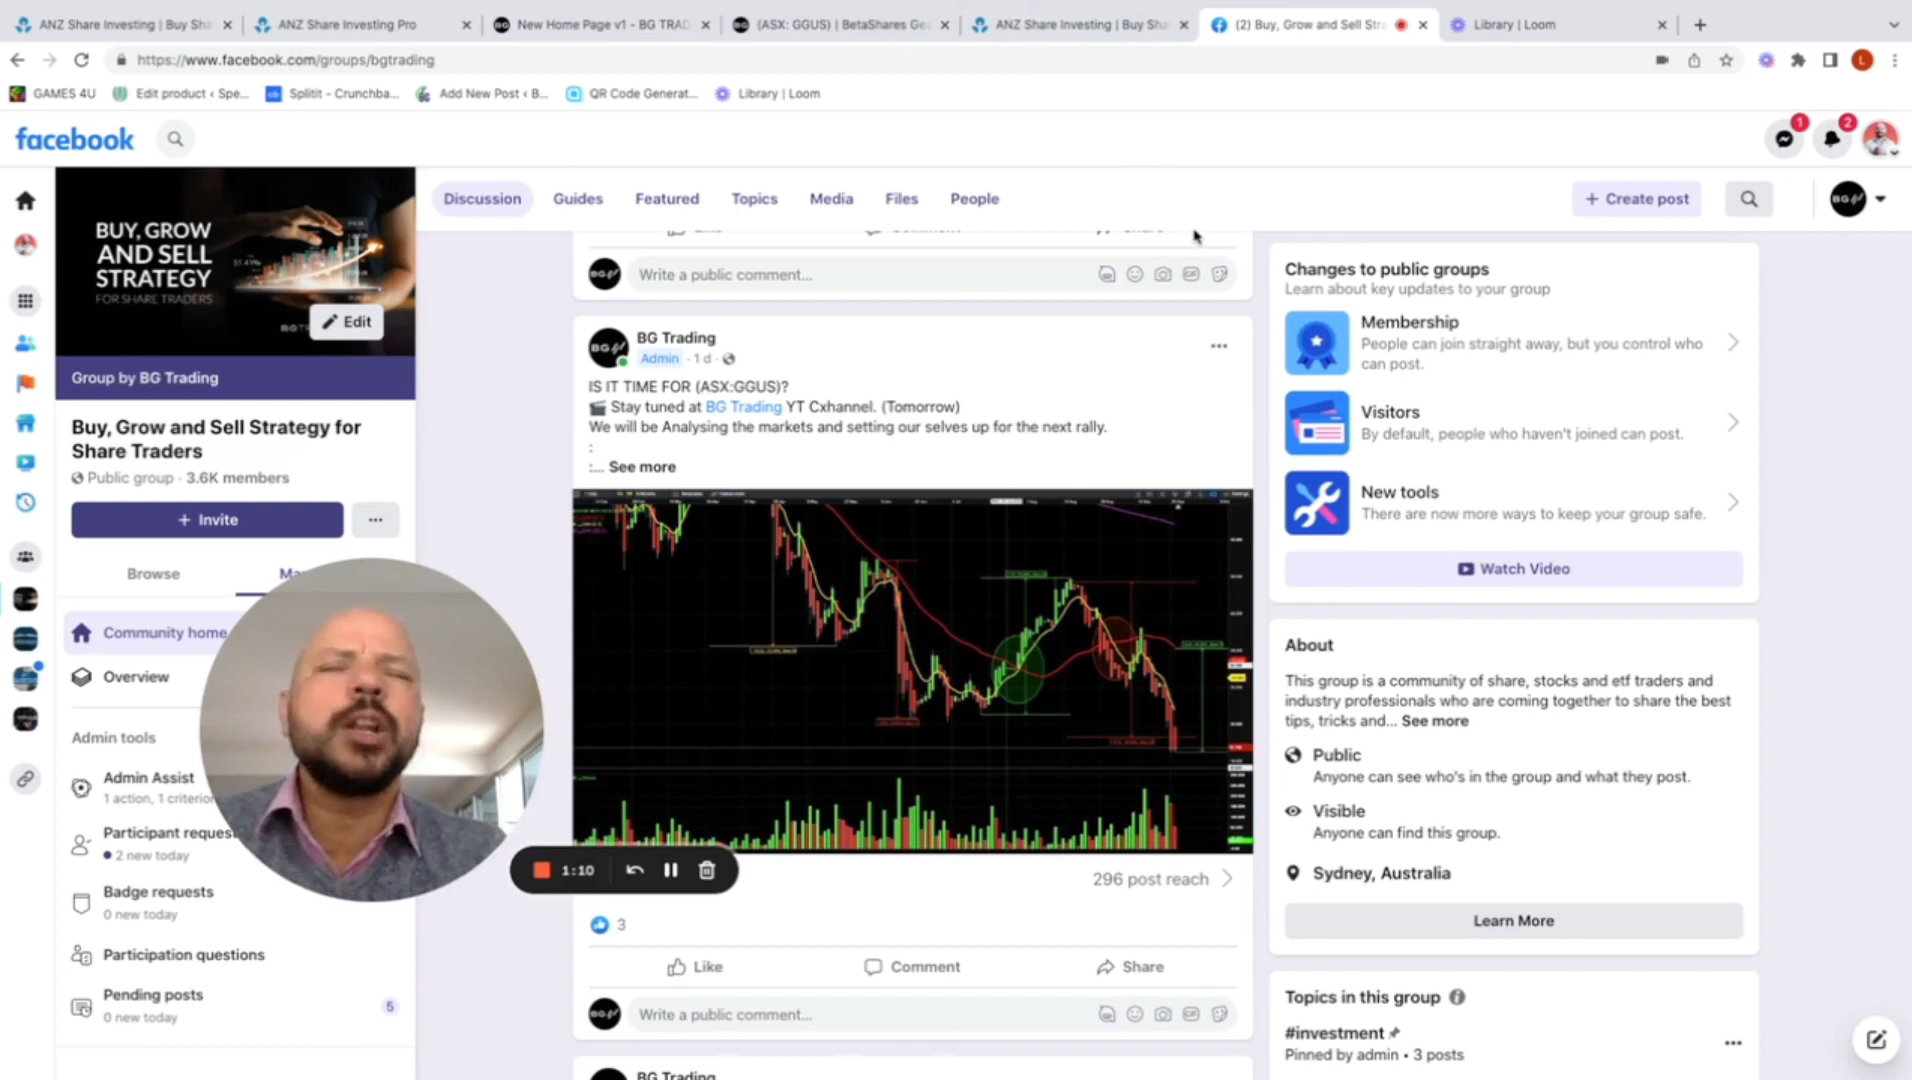 ANZ Share Investing | Buy Sha
ANZ Share Investing Pro
New Home Page v1 - BG TRAD
(ASX: GGUS) | BetaShares Gea
ANZ Share Investing | Buy Sha
(2) Buy, Grow and Sell Stra
Library | Loom
https://www.facebook.com/groups/bgtrading
L
GAMES 4U
Edit product ‹ Spe...
Splitit - Crunchba...
Add New Post ‹ B...
QR Code Generat...
Library | Loom
facebook
1
2
BUY, GROW
AND SELL
STRATEGY
FOR SHARE TRADERS
Edit
Group by BG Trading
Buy, Grow and Sell Strategy for
Share Traders
Public group · 3.6K members
+ Invite
Browse
Community home
Overview
Admin tools
Admin Assist
1 action, 1 criterion
Participant reques
2 new today
Badge requests
0 new today
Participation questions
Pending posts
0 new today
5
Discussion
Guides
Featured
Topics
Media
Files
People
+ Create post
Write a public comment...
BG Trading
Admin · 1 d ·
IS IT TIME FOR (ASX:GGUS)?
Stay tuned at BG Trading YT Cxhannel. (Tomorrow)
We will be Analysing the markets and setting our selves up for the next rally.
:
:... See more
1:10
296 post reach
3
Like
Comment
Share
Write a public comment...
BG Trading
Changes to public groups
Learn about key updates to your group
Membership
People can join straight away, but you control who
can post.
Visitors
By default, people who haven't joined can post.
New tools
There are now more ways to keep your group safe.
Watch Video
About
This group is a community of share, stocks and etf traders and
industry professionals who are coming together to share the best
tips, tricks and... See more
Public
Anyone can see who's in the group and what they post.
Visible
Anyone can find this group.
Sydney, Australia
Learn More
Topics in this group
#investment
Pinned by admin • 3 posts